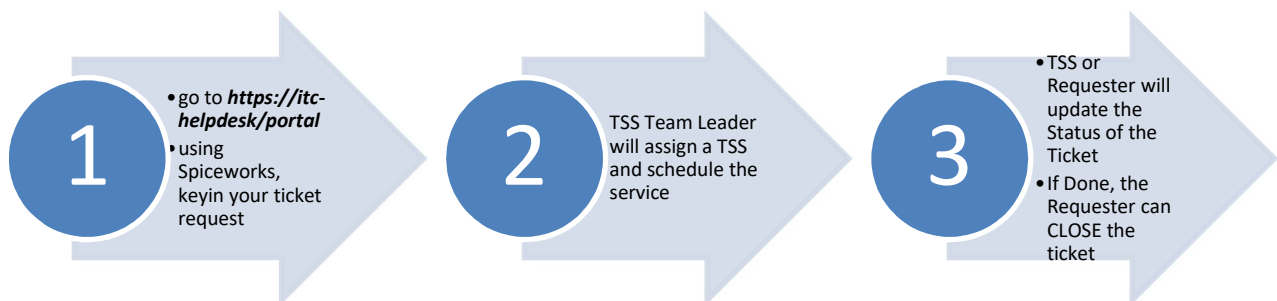 1
• go to https://itc-
helpdesk/portal
• using
Spiceworks,
keyin your ticket
request
2
TSS Team Leader
will assign a TSS
and schedule the
service
3
• TSS or
Requester will
update the
Status of the
Ticket
• If Done, the
Requester can
CLOSE the
ticket